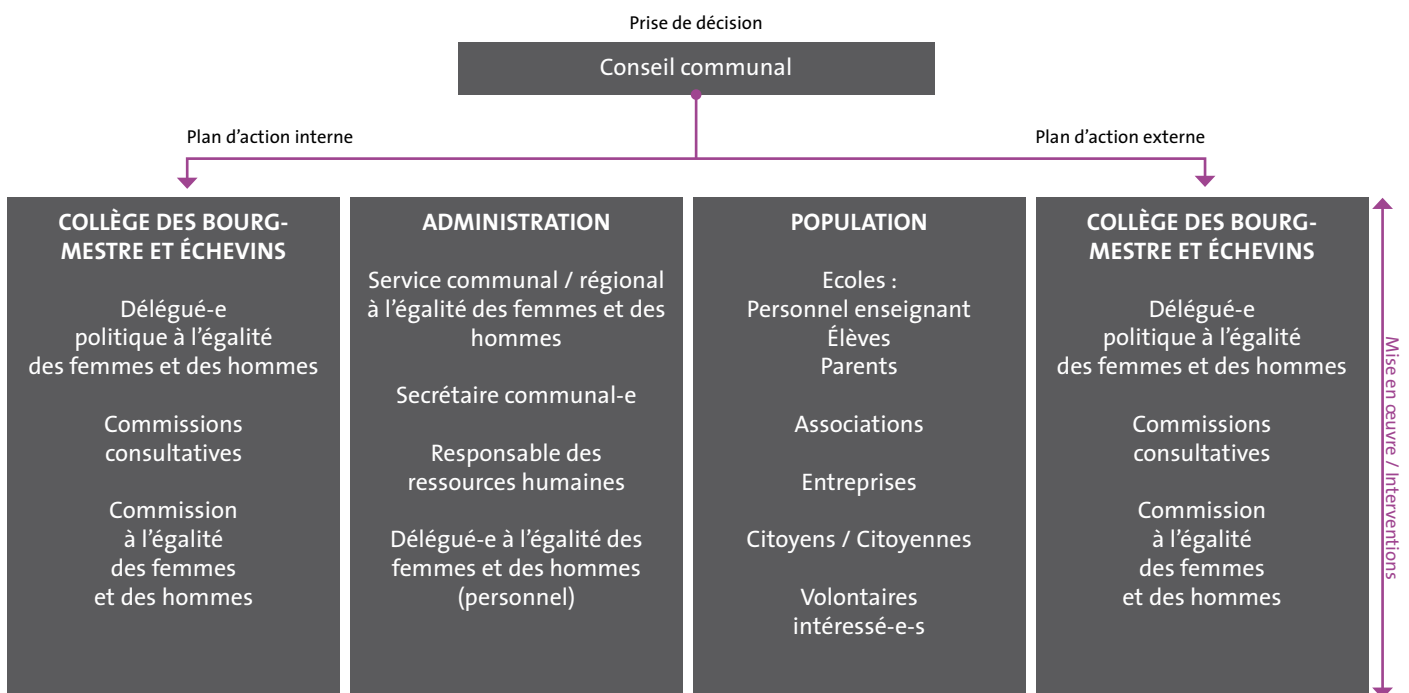 Prise de décision
Conseil communal
Plan d'action interne
Plan d'action externe
COLLÈGE DES BOURG-
MESTRE ET ÉCHEVINS
Délégué-e
politique à l'égalité
des femmes et des hommes
Commissions
consultatives
Commission
à l'égalité
des femmes
et des hommes
ADMINISTRATION
Service communal / régional
à l'égalité des femmes et des
hommes
Secrétaire communal-e
Responsable des
ressources humaines
Délégué-e à l'égalité des
femmes et des hommes
(personnel)
POPULATION
Ecoles :
Personnel enseignant
Élèves
Parents
Associations
Entreprises
Citoyens / Citoyennes
Volontaires
intéressé-e-s
COLLÈGE DES BOURG-
MESTRE ET ÉCHEVINS
Délégué-e
politique à l'égalité
des femmes et des hommes
Commissions
consultatives
Commission
à l'égalité
des femmes
et des hommes
Mise en œuvre / Interventions